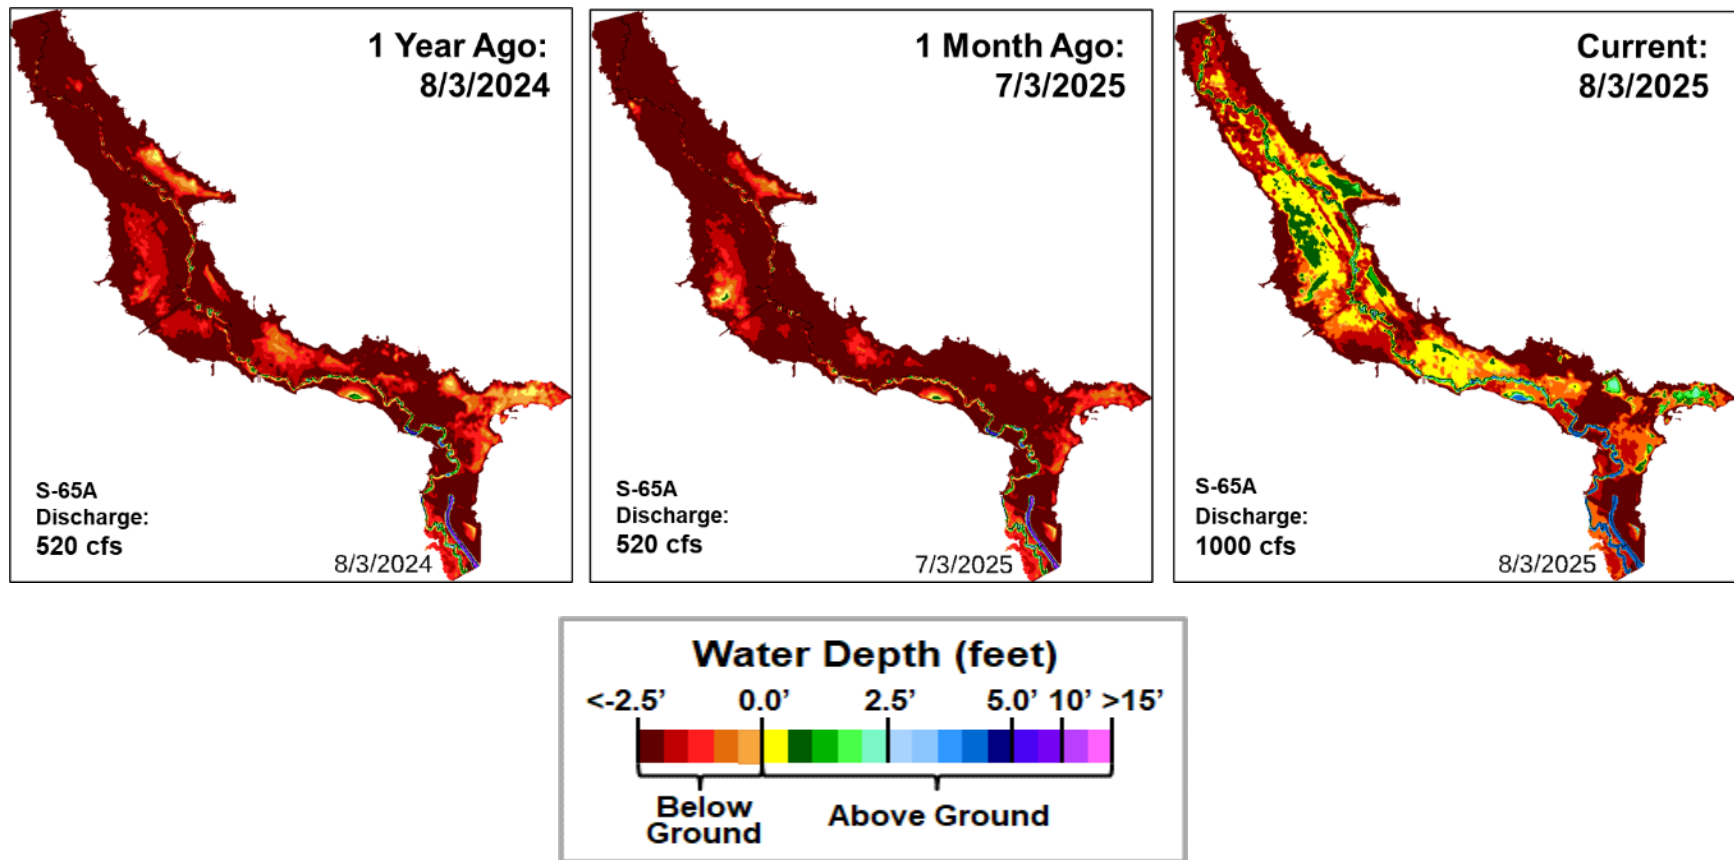 1 Year Ago:
8/3/2024
S-65A
Discharge:
520 cfs
8/3/2024
1 Month Ago:
7/3/2025
S-65A
Discharge:
520 cfs
7/3/2025
Current:
8/3/2025
S-65A
Discharge:
1000 cfs
8/3/2025
Water Depth (feet)
<-2.5’ 0.0’ 2.5’ 5.0’ 10’ >15’
Below
Ground
Above Ground